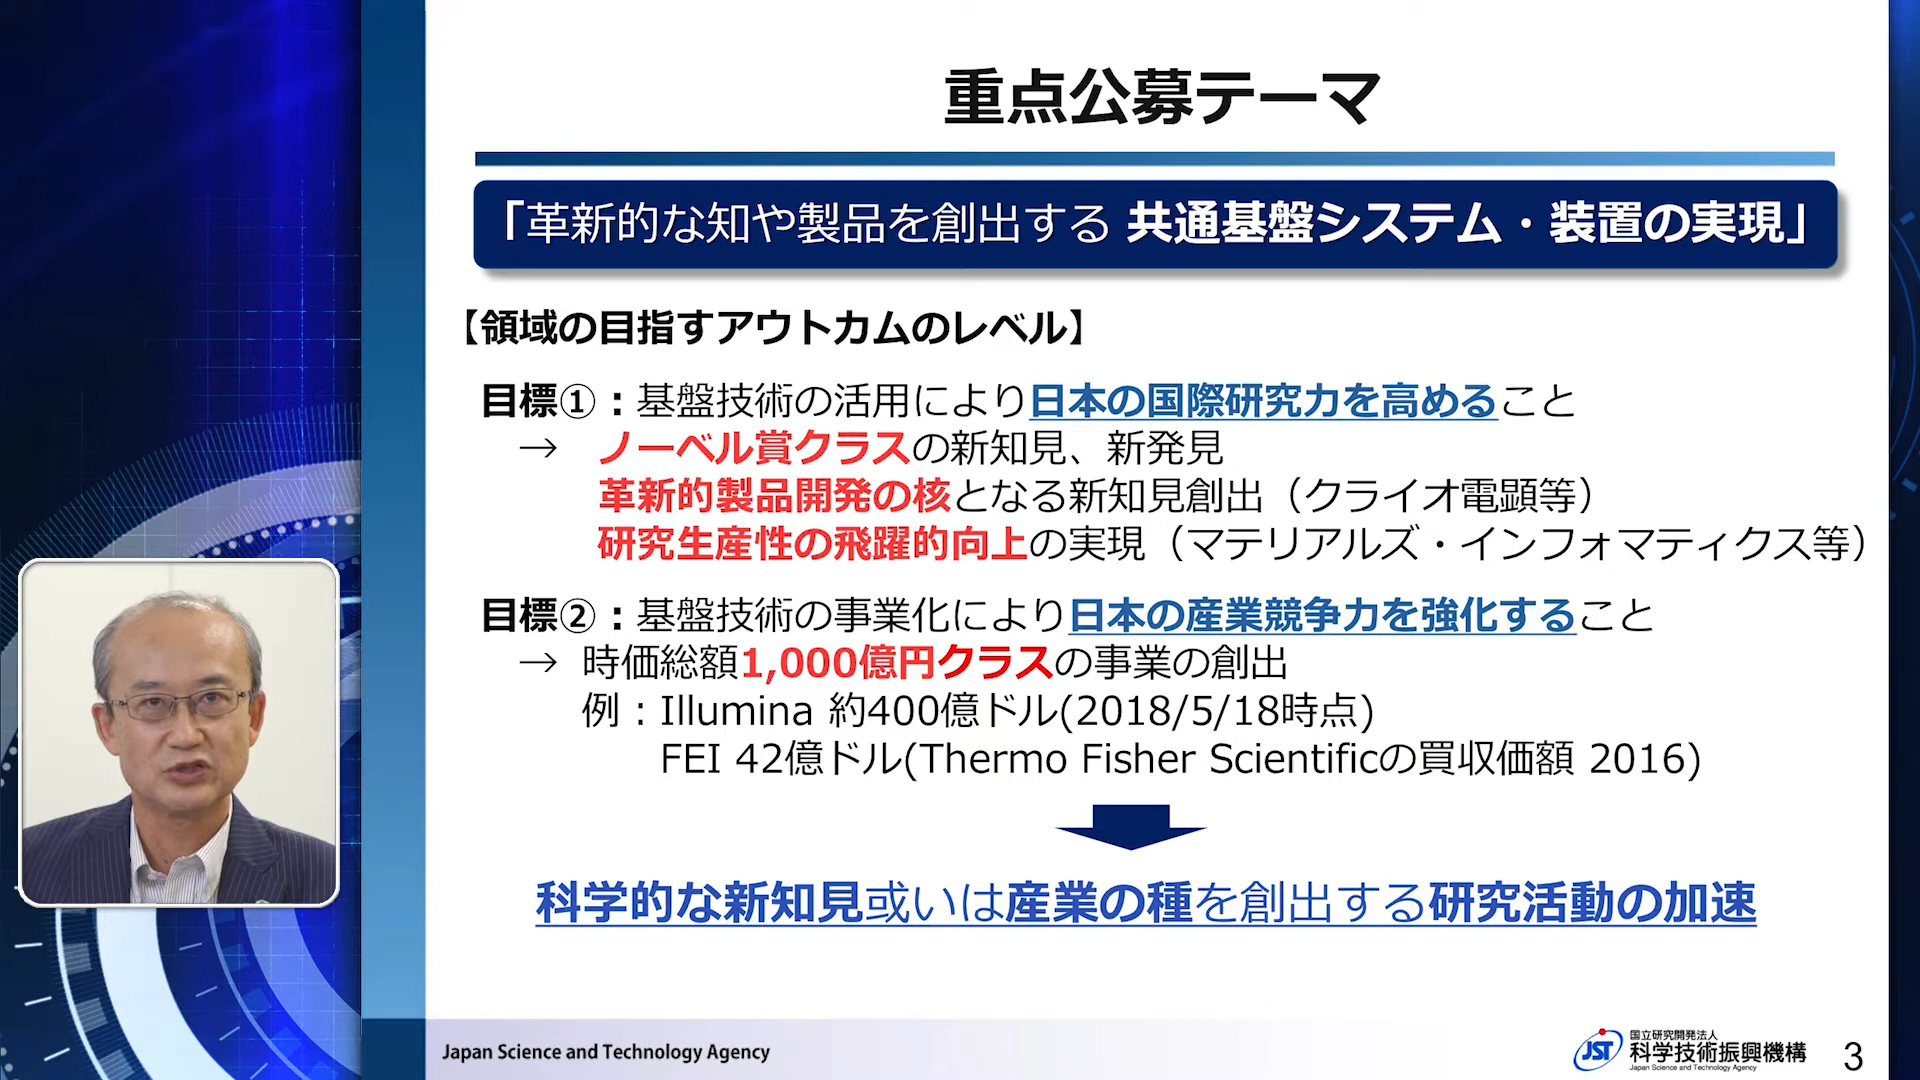 重点公募テーマ
「革新的な知や製品を創出する 共通基盤システム・装置の実現」
【領域の目指すアウトカムのレベル】
目標①：基盤技術の活用により日本の国際研究力を高めること
→ ノーベル賞クラスの新知見、新発見
革新的製品開発の核となる新知見創出（クライオ電顕等）
研究生産性の飛躍的向上の実現（マテリアルズ・インフォマティクス等）
目標②：基盤技術の事業化により日本の産業競争力を強化すること
→ 時価総額1,000億円クラスの事業の創出
例：Illumina 約400億ドル(2018/5/18時点)
FEI 42億ドル(Thermo Fisher Scientificの買収価額 2016)
科学的な新知見或いは産業の種を創出する研究活動の加速
Japan Science and Technology Agency
JST
国立研究開発法人
科学技術振興機構
Japan Science and Technology Agency
3